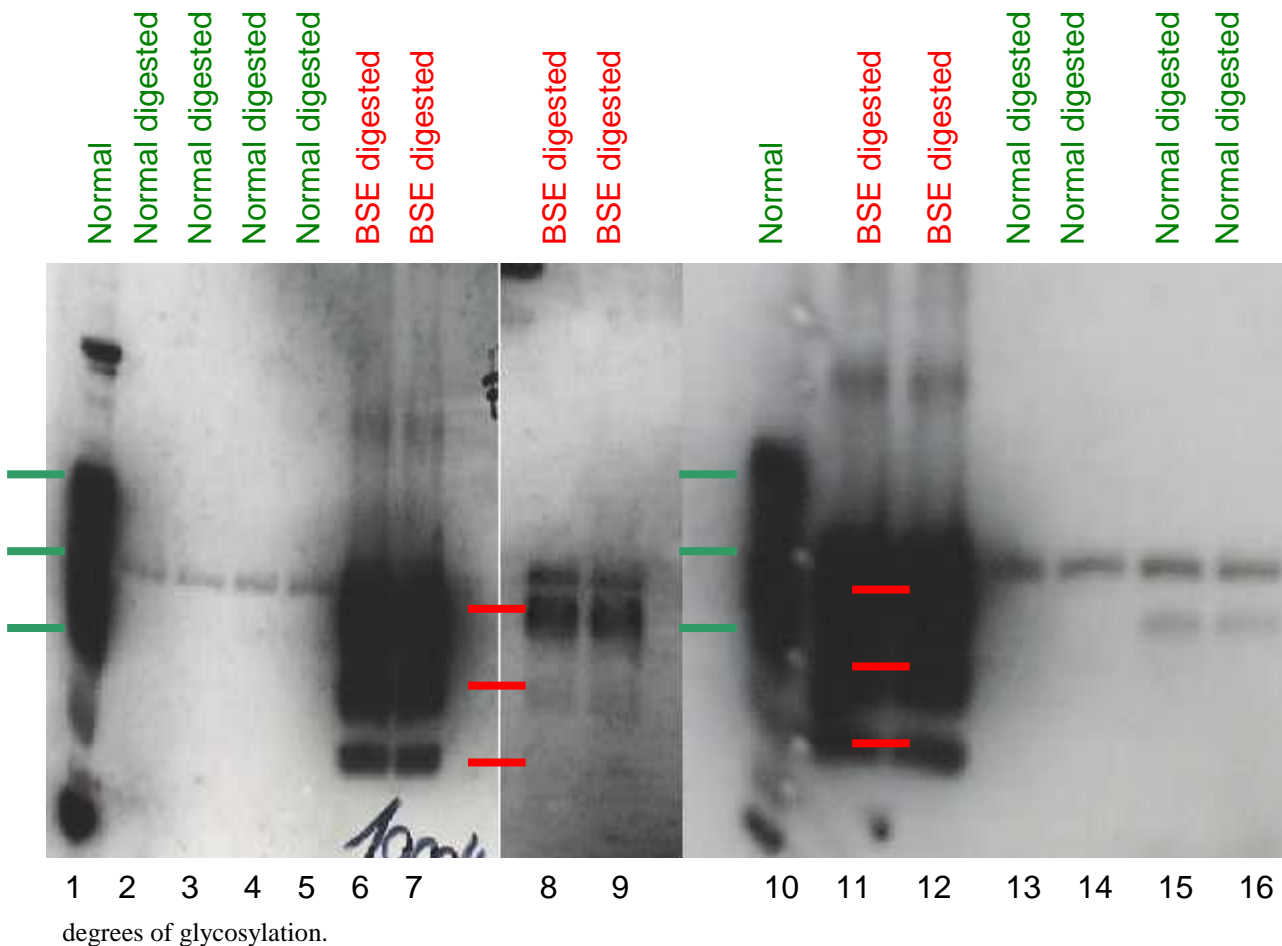 Normal
Normal digested
Normal digested
Normal digested
Normal digested
BSE digested
BSE digested
BSE digested
BSE digested
Normal
BSE digested
BSE digested
Normal digested
Normal digested
Normal digested
Normal digested
1 2 3 4 5 6 7 8 9 10 11 12 13 14 15 16
degrees of glycosylation.